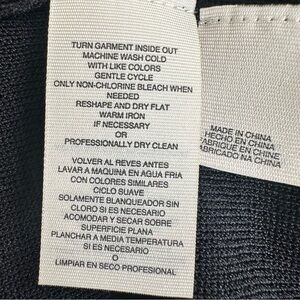 TURN GARMENT INSIDE OUT
MACHINE WASH COLD
WITH LIKE COLORS
GENTLE CYCLE
ONLY NON-CHLORINE BLEACH WHEN
NEEDED
RESHAPE AND DRY FLAT
WARM IRON
IF NECESSARY
OR
PROFESSIONALLY DRY CLEAN
VOLVER AL REVES ANTES
LAVAR A MAQUINA EN AGUA FRIA
CON COLORES SIMILARES
CICLO SUAVE
SOLAMENTE BLANQUEADOR SIN
CLORO SI ES NECESARIO
ACOMODAR Y SECAR SOBRE
SUPERFICIE PLANA
PLANCHAR A MEDIA TEMPERATURA
SI ES NECESARIO
O
LIMPIAR EN SECO PROFESIONAL
MADE IN CHINA
HECHO EN CHINA
FABRIQUE EN CHINE
FABRICADO NA CHINA